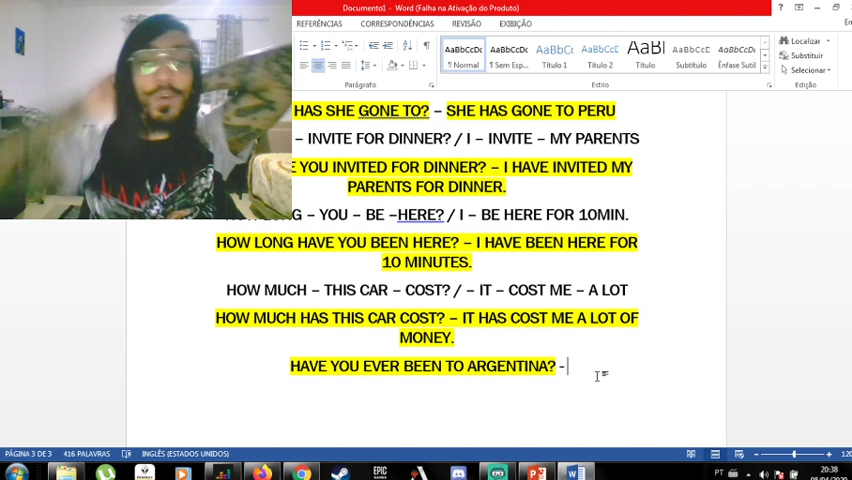 Documento1 - Word (Falha na Ativação do Produto)
REFERÊNCIAS CORRESPONDÊNCIAS REVISÃO EXIBIÇÃO
AaBbCcDc AaBbCcDc AaBbCc AaBbCcD AaBl AaBbCcD AaBbCcDc
¶ Normal ¶ Sem Esp... Título 1 Título 2 Título Subtítulo Ênfase Sutil
Localizar
Substituir
Selecionar
Parágrafo Estilo Edição
HAS SHE GONE TO? – SHE HAS GONE TO PERU
– INVITE FOR DINNER? / I – INVITE – MY PARENTS
YOU INVITED FOR DINNER? – I HAVE INVITED MY
PARENTS FOR DINNER.
– YOU – BE –HERE? / I – BE HERE FOR 10MIN.
HOW LONG HAVE YOU BEEN HERE? – I HAVE BEEN HERE FOR
10 MINUTES.
HOW MUCH – THIS CAR – COST? / – IT – COST ME – A LOT
HOW MUCH HAS THIS CAR COST? – IT HAS COST ME A LOT OF
MONEY.
HAVE YOU EVER BEEN TO ARGENTINA? -
PÁGINA 3 DE 3 416 PALAVRAS INGLÊS (ESTADOS UNIDOS)
EPIC GAMES
PT
20:38